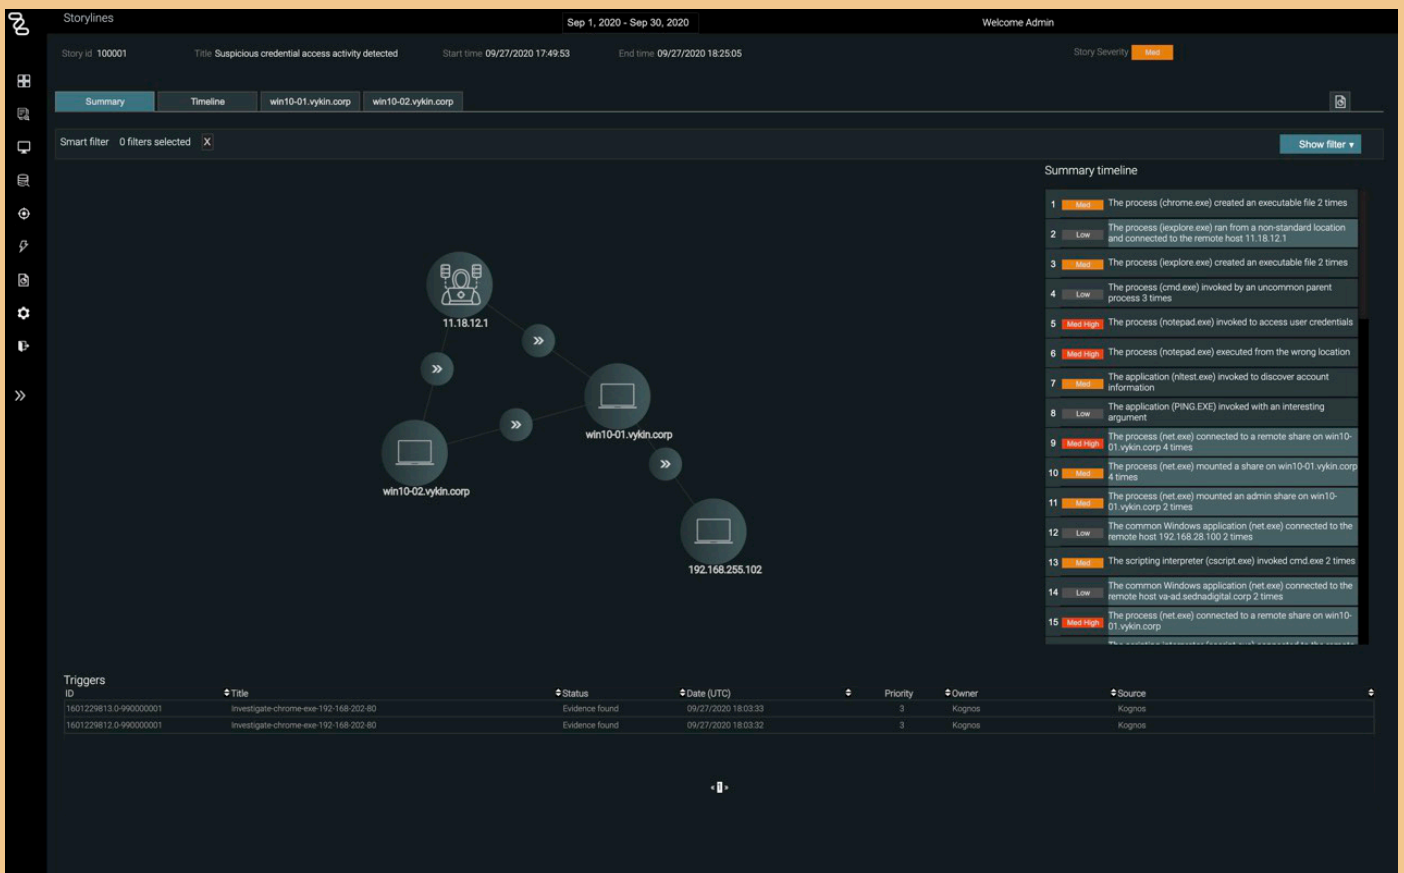 Storylines
Sep 1, 2020 - Sep 30, 2020
Welcome Admin
Story id 100001
Title Suspicious credential access activity detected
Start time 09/27/2020 17:49:53
End time 09/27/2020 18:25:05
Story Severity Med
Summary
Timeline
win10-01.vykin.corp
win10-02.vykin.corp
Smart filter 0 filters selected X
Show filter ▾
11.18.12.1
win10-01.vykin.corp
win10-02.vykin.corp
192.168.255.102
Summary timeline
1 Med The process (chrome.exe) created an executable file 2 times
2 Low The process (iexplore.exe) ran from a non-standard location
and connected to the remote host 11.18.12.1
3 Med The process (iexplore.exe) created an executable file 2 times
4 Low The process (cmd.exe) invoked by an uncommon parent
process 3 times
5 Med High The process (notepad.exe) invoked to access user credentials
6 Med High The process (notepad.exe) executed from the wrong location
7 Med The application (nltest.exe) invoked to discover account
information
8 Low The application (PING.EXE) invoked with an interesting
argument
9 Med High The process (net.exe) connected to a remote share on win10-
01.vykin.corp 4 times
10 Med The process (net.exe) mounted a share on win10-01.vykin.corp
4 times
11 Med The process (net.exe) mounted an admin share on win10-
01.vykin.corp 2 times
12 Low The common Windows application (net.exe) connected to the
remote host 192.168.28.100 2 times
13 Med The scripting interpreter (cscript.exe) invoked cmd.exe 2 times
14 Low The common Windows application (net.exe) connected to the
remote host va-ad.sednadigital.corp 2 times
15 Med High The process (net.exe) connected to a remote share on win10-
01.vykin.corp
Triggers
ID Title Status Date (UTC) Priority Owner Source
1601229813.0-990000001 Investigate-chrome-exe-192-168-202-80 Evidence found 09/27/2020 18:03:33 3 Kognos Kognos
1601229812.0-990000001 Investigate-chrome-exe-192-168-202-80 Evidence found 09/27/2020 18:03:32 3 Kognos Kognos
« 1 »